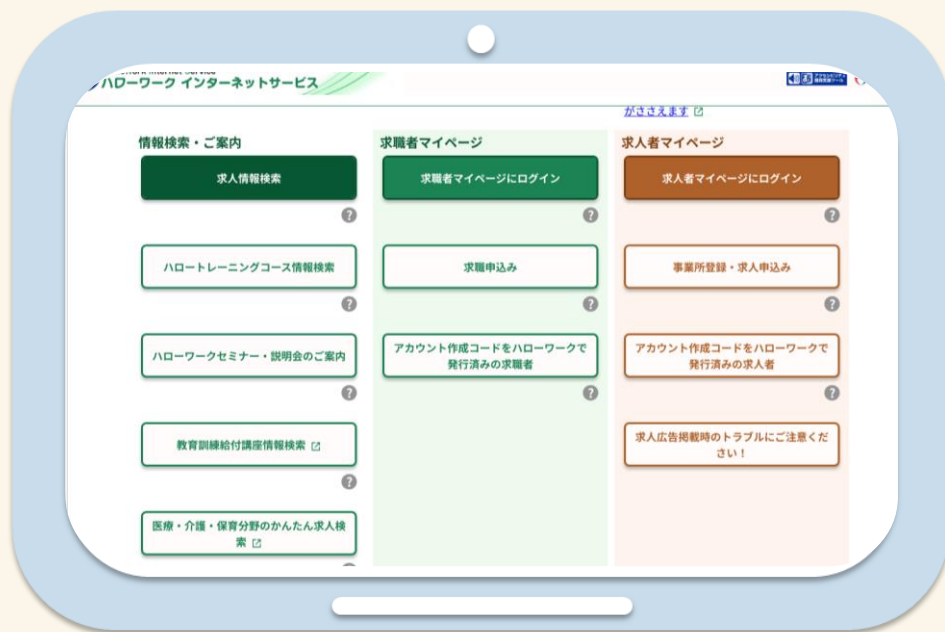 ハローワーク インターネットサービス
がささえます
情報検索・ご案内
求人情報検索
ハロートレーニングコース情報検索
ハローワークセミナー・説明会のご案内
教育訓練給付講座情報検索
医療・介護・保育分野のかんたん求人検
索
求職者マイページ
求職者マイページにログイン
求職申込み
アカウント作成コードをハローワークで
発行済みの求職者
求人者マイページ
求人者マイページにログイン
事業所登録・求人申込み
アカウント作成コードをハローワークで
発行済みの求人者
求人広告掲載時のトラブルにご注意くだ
さい！